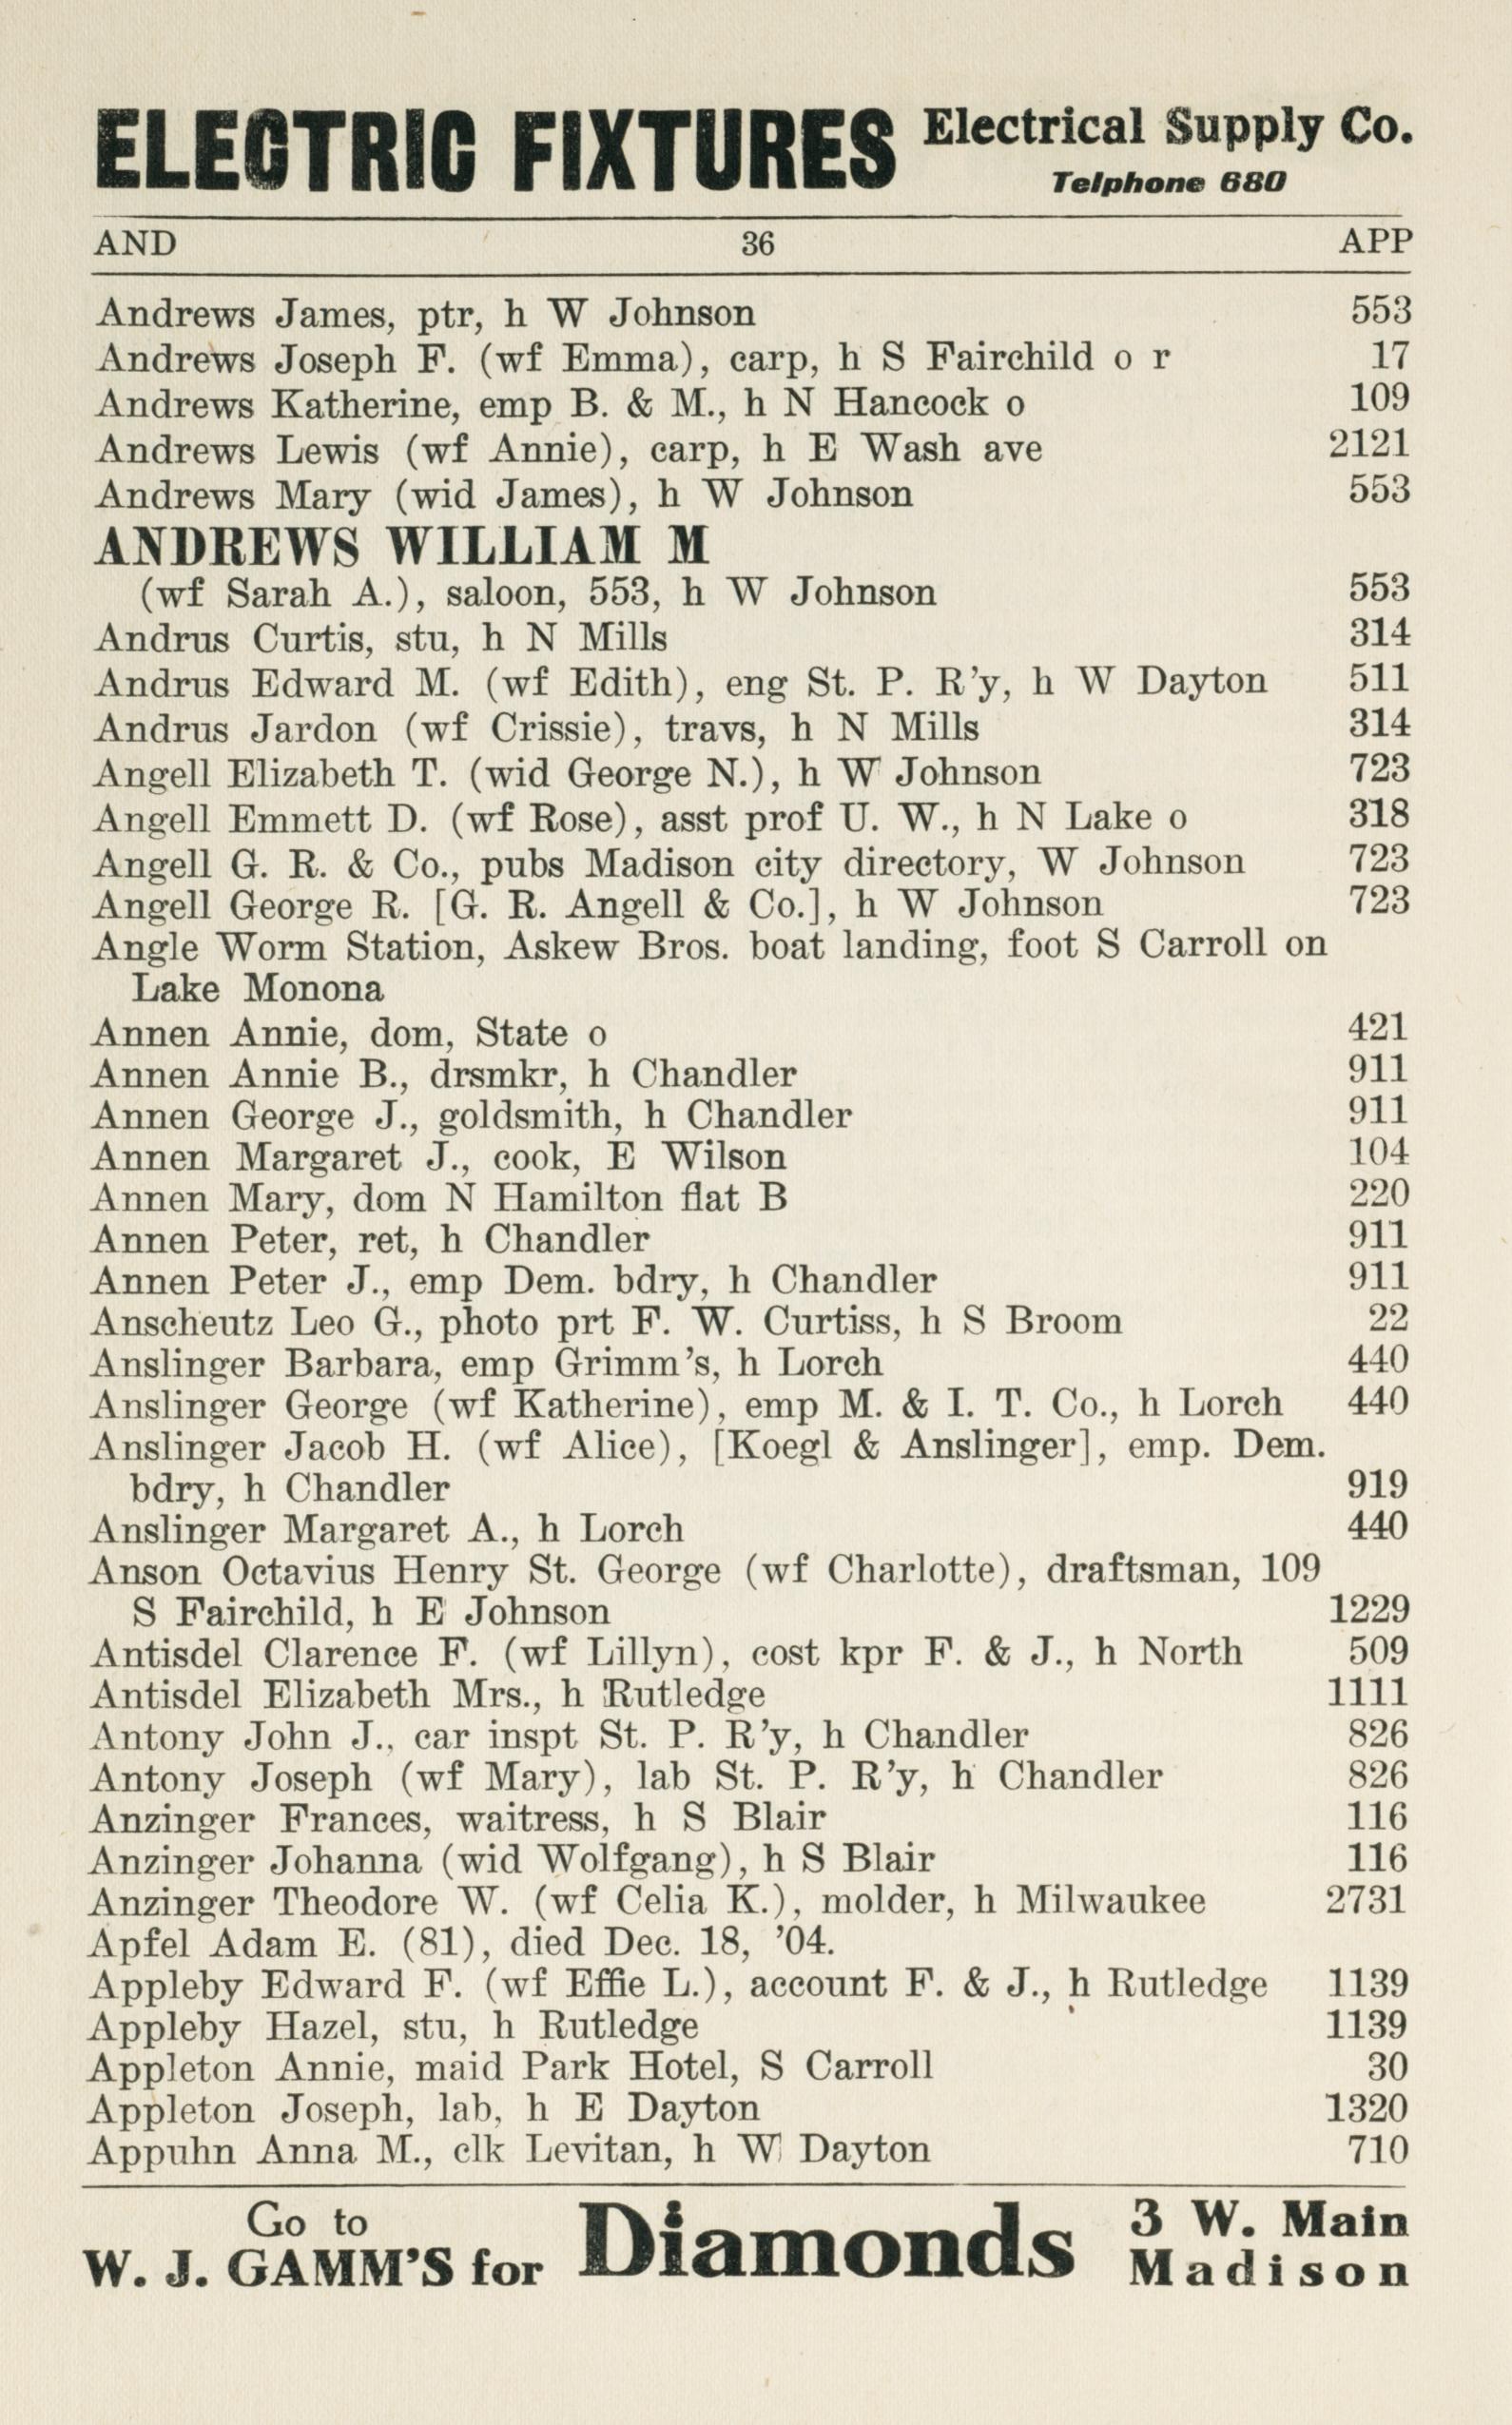 ELECTRIC FIXTURES Electrical Supply Co.
Telphone 680
AND 36 APP
Andrews James, ptr, h W Johnson 553
Andrews Joseph F. (wf Emma), carp, h S Fairchild o r 17
Andrews Katherine, emp B. & M., h N Hancock o 109
Andrews Lewis (wf Annie), carp, h E Wash ave 2121
Andrews Mary (wid James), h W Johnson 553
ANDREWS WILLIAM M
(wf Sarah A.), saloon, 553, h W Johnson 553
Andrus Curtis, stu, h N Mills 314
Andrus Edward M. (wf Edith), eng St. P. R'y, h W Dayton 511
Andrus Jardon (wf Crissie), travs, h N Mills 314
Angell Elizabeth T. (wid George N.), h W Johnson 723
Angell Emmett D. (wf Rose), asst prof U. W., h N Lake o 318
Angell G. R. & Co., pubs Madison city directory, W Johnson 723
Angell George R. [G. R. Angell & Co.], h W Johnson 723
Angle Worm Station, Askew Bros. boat landing, foot S Carroll on
Lake Monona
Annen Annie, dom, State o 421
Annen Annie B., drsmkr, h Chandler 911
Annen George J., goldsmith, h Chandler 911
Annen Margaret J., cook, E Wilson 104
Annen Mary, dom N Hamilton flat B 220
Annen Peter, ret, h Chandler 911
Annen Peter J., emp Dem. bdry, h Chandler 911
Anscheutz Leo G., photo prt F. W. Curtiss, h S Broom 22
Anslinger Barbara, emp Grimm's, h Lorch 440
Anslinger George (wf Katherine), emp M. & I. T. Co., h Lorch 440
Anslinger Jacob H. (wf Alice), [Koegl & Anslinger], emp. Dem.
bdry, h Chandler 919
Anslinger Margaret A., h Lorch 440
Anson Octavius Henry St. George (wf Charlotte), draftsman, 109
S Fairchild, h E Johnson 1229
Antisdel Clarence F. (wf Lillyn), cost kpr F. & J., h North 509
Antisdel Elizabeth Mrs., h Rutledge 1111
Antony John J., car inspt St. P. R'y, h Chandler 826
Antony Joseph (wf Mary), lab St. P. R'y, h Chandler 826
Anzinger Frances, waitress, h S Blair 116
Anzinger Johanna (wid Wolfgang), h S Blair 116
Anzinger Theodore W. (wf Celia K.), molder, h Milwaukee 2731
Apfel Adam E. (81), died Dec. 18, '04.
Appleby Edward F. (wf Effie L.), account F. & J., h Rutledge 1139
Appleby Hazel, stu, h Rutledge 1139
Appleton Annie, maid Park Hotel, S Carroll 30
Appleton Joseph, lab, h E Dayton 1320
Appuhn Anna M., clk Levitan, h W Dayton 710
Go to
W. J. GAMM'S for Diamonds 3 W. Main
Madison